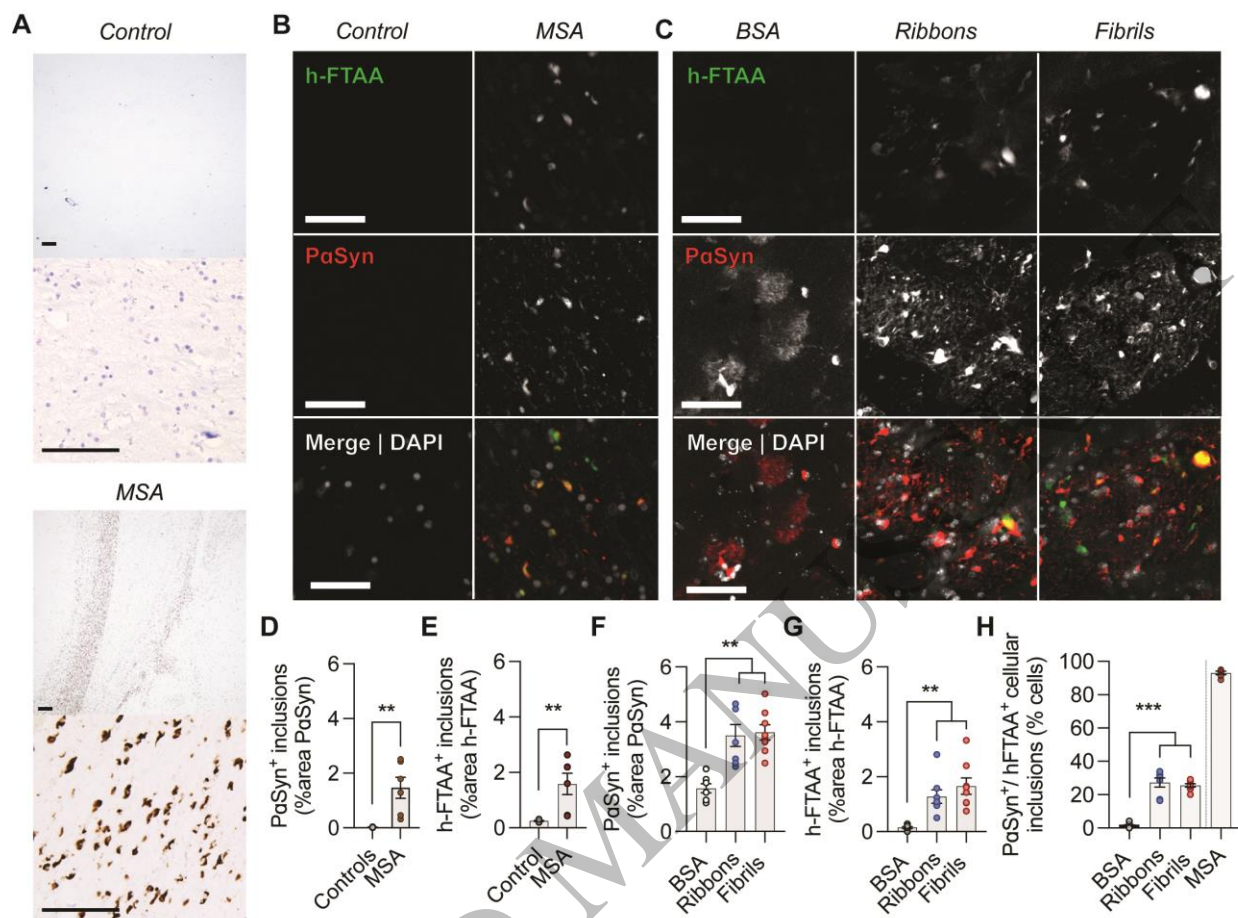 A
Control
MSA
B
Control
MSA
h-FTAA
PαSyn
Merge | DAPI
C
BSA
Ribbons
Fibrils
h-FTAA
PαSyn
Merge | DAPI
D
PαSyn+ inclusions
(%area PαSyn)
6
4
2
0
**
Controls
MSA
E
h-FTAA+ inclusions
(%area h-FTAA)
6
4
2
0
**
Control
MSA
F
PαSyn+ inclusions
(%area PαSyn)
6
4
2
0
**
BSA
Ribbons
Fibrils
G
h-FTAA+ inclusions
(%area h-FTAA)
6
4
2
0
**
BSA
Ribbons
Fibrils
H
PαSyn+/ hFTAA+ cellular
inclusions (% cells)
100
80
60
40
20
0
***
BSA
Ribbons
Fibrils
MSA